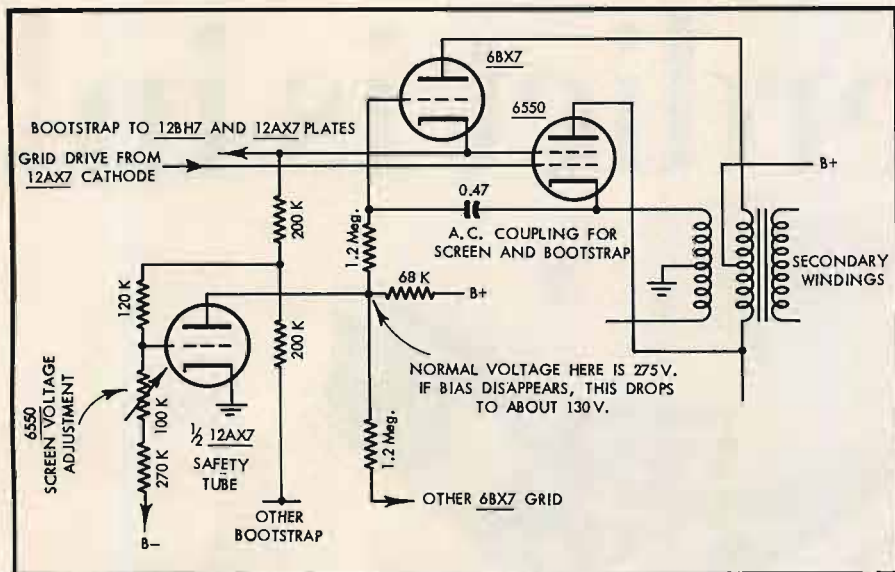 6BX7
6550
BOOTSTRAP TO 12BH7 AND 12AX7 PLATES
GRID DRIVE FROM
12AX7 CATHODE
B+
0.47
A.C. COUPLING FOR
SCREEN AND BOOTSTRAP
200 K
1.2 Meg.
SECONDARY
WINDINGS
68 K
B+
120 K
200 K
NORMAL VOLTAGE HERE IS 275 V.
IF BIAS DISAPPEARS, THIS DROPS
TO ABOUT 130 V.
6550
SCREEN VOLTAGE
ADJUSTMENT
100 K
½ 12AX7
SAFETY
TUBE
270 K
1.2 Meg.
B-
OTHER
BOOTSTRAP
OTHER 6BX7 GRID